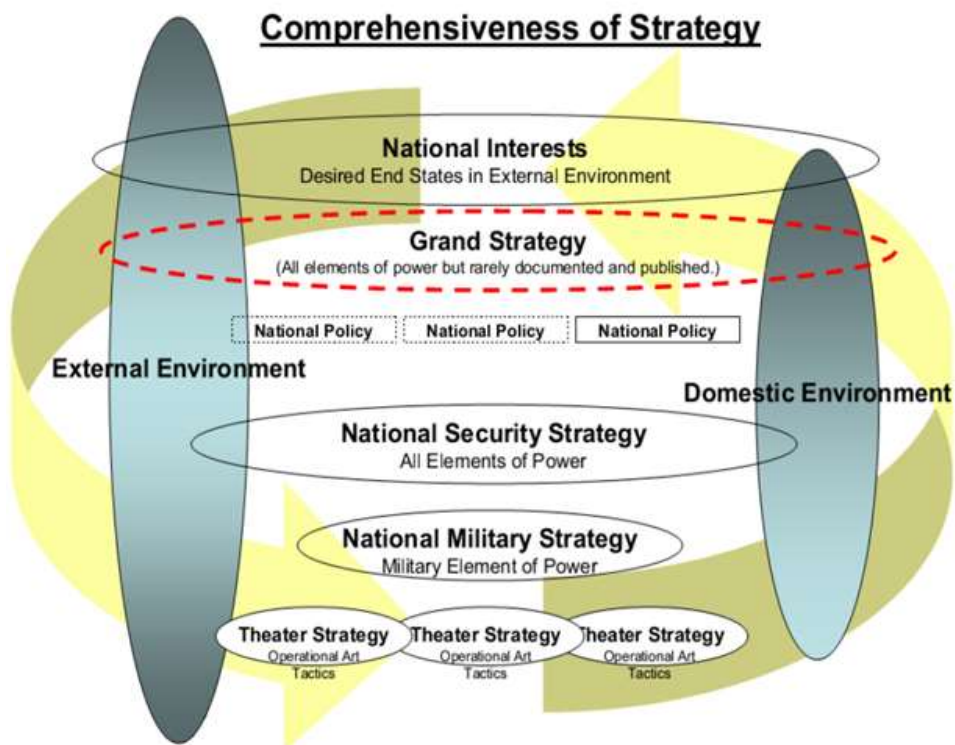 Comprehensiveness of Strategy
National Interests
Desired End States in External Environment
Grand Strategy
(All elements of power but rarely documented and published.)
National Policy National Policy National Policy
External Environment
Domestic Environment
National Security Strategy
All Elements of Power
National Military Strategy
Military Element of Power
Theater Strategy Theater Strategy Theater Strategy
Operational Art Operational Art Operational Art
Tactics Tactics Tactics